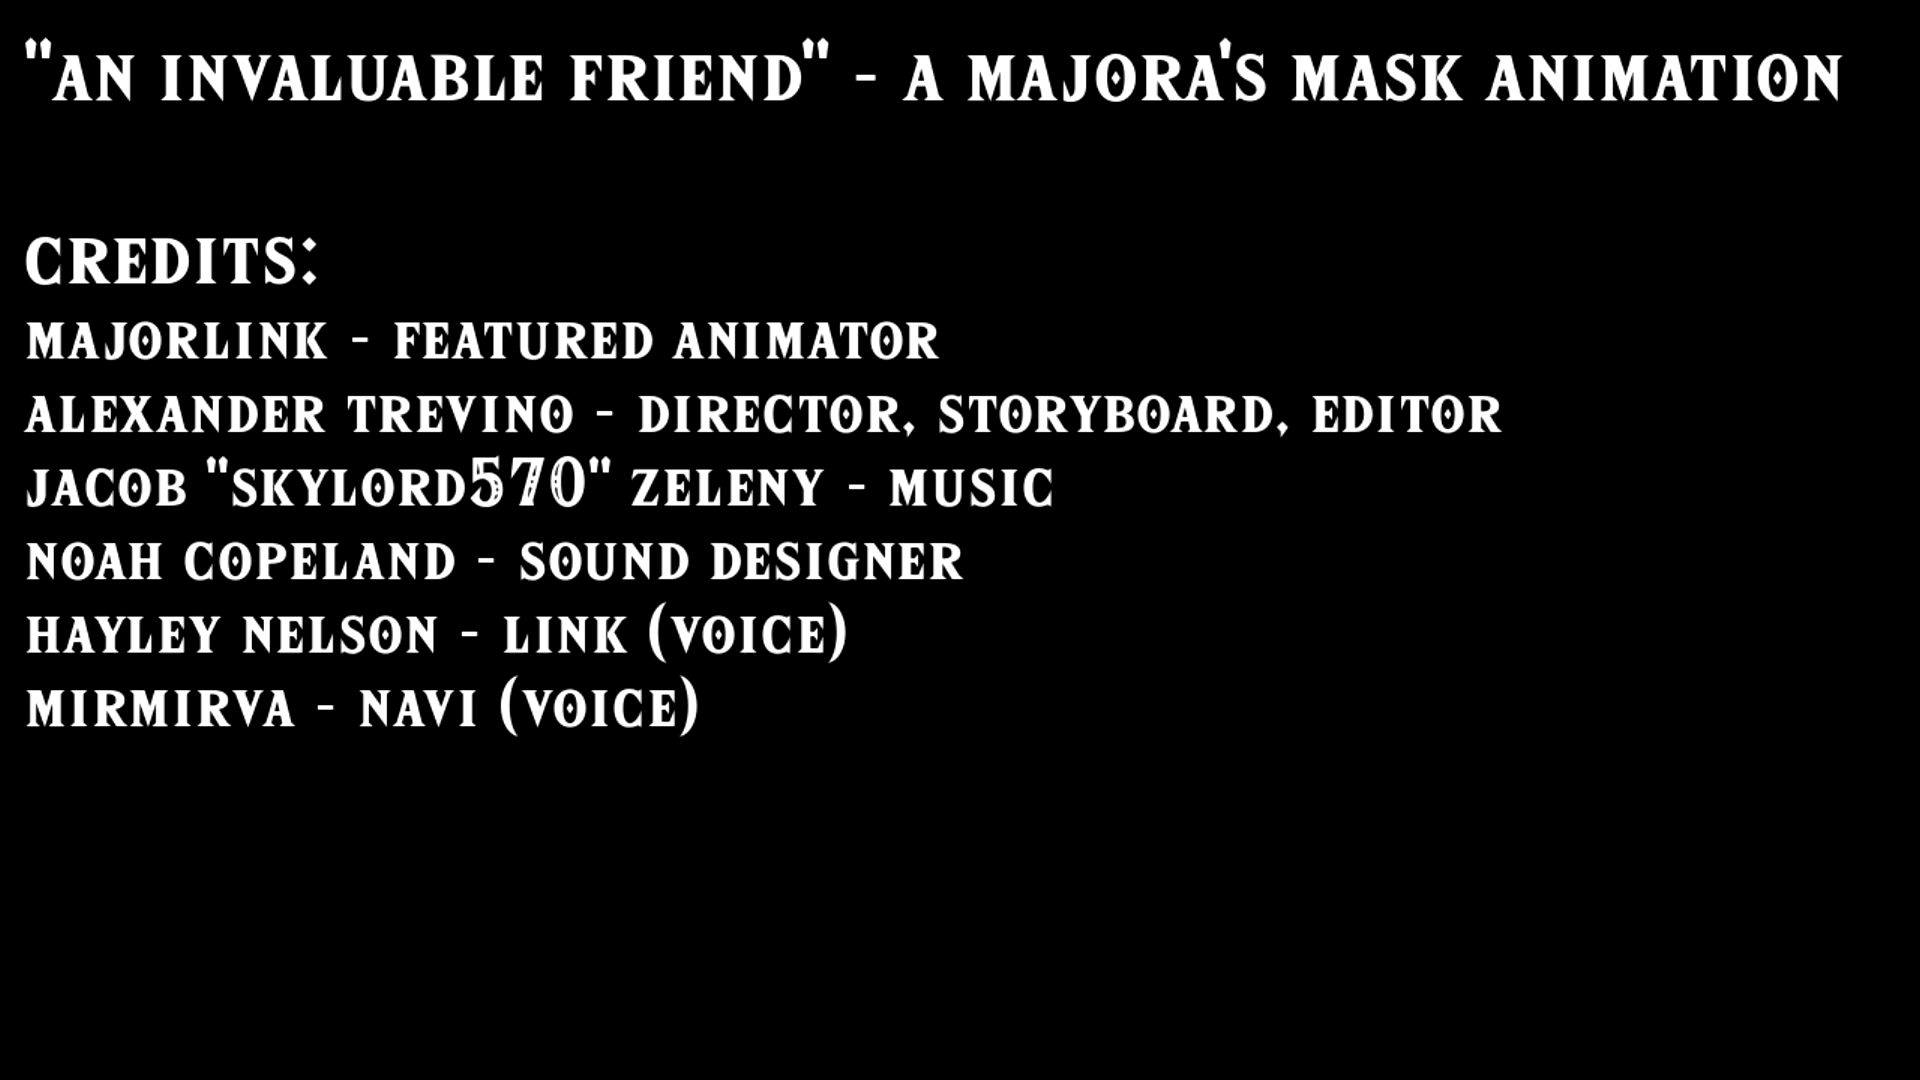 "AN INVALUABLE FRIEND" - A MAJORA'S MASK ANIMATION
CREDITS:
MAJORLINK - FEATURED ANIMATOR
ALEXANDER TREVINO - DIRECTOR, STORYBOARD, EDITOR
JACOB "SKYLORD570" ZELENY - MUSIC
NOAH COPELAND - SOUND DESIGNER
HAYLEY NELSON - LINK (VOICE)
MIRMIRVA - NAVI (VOICE)